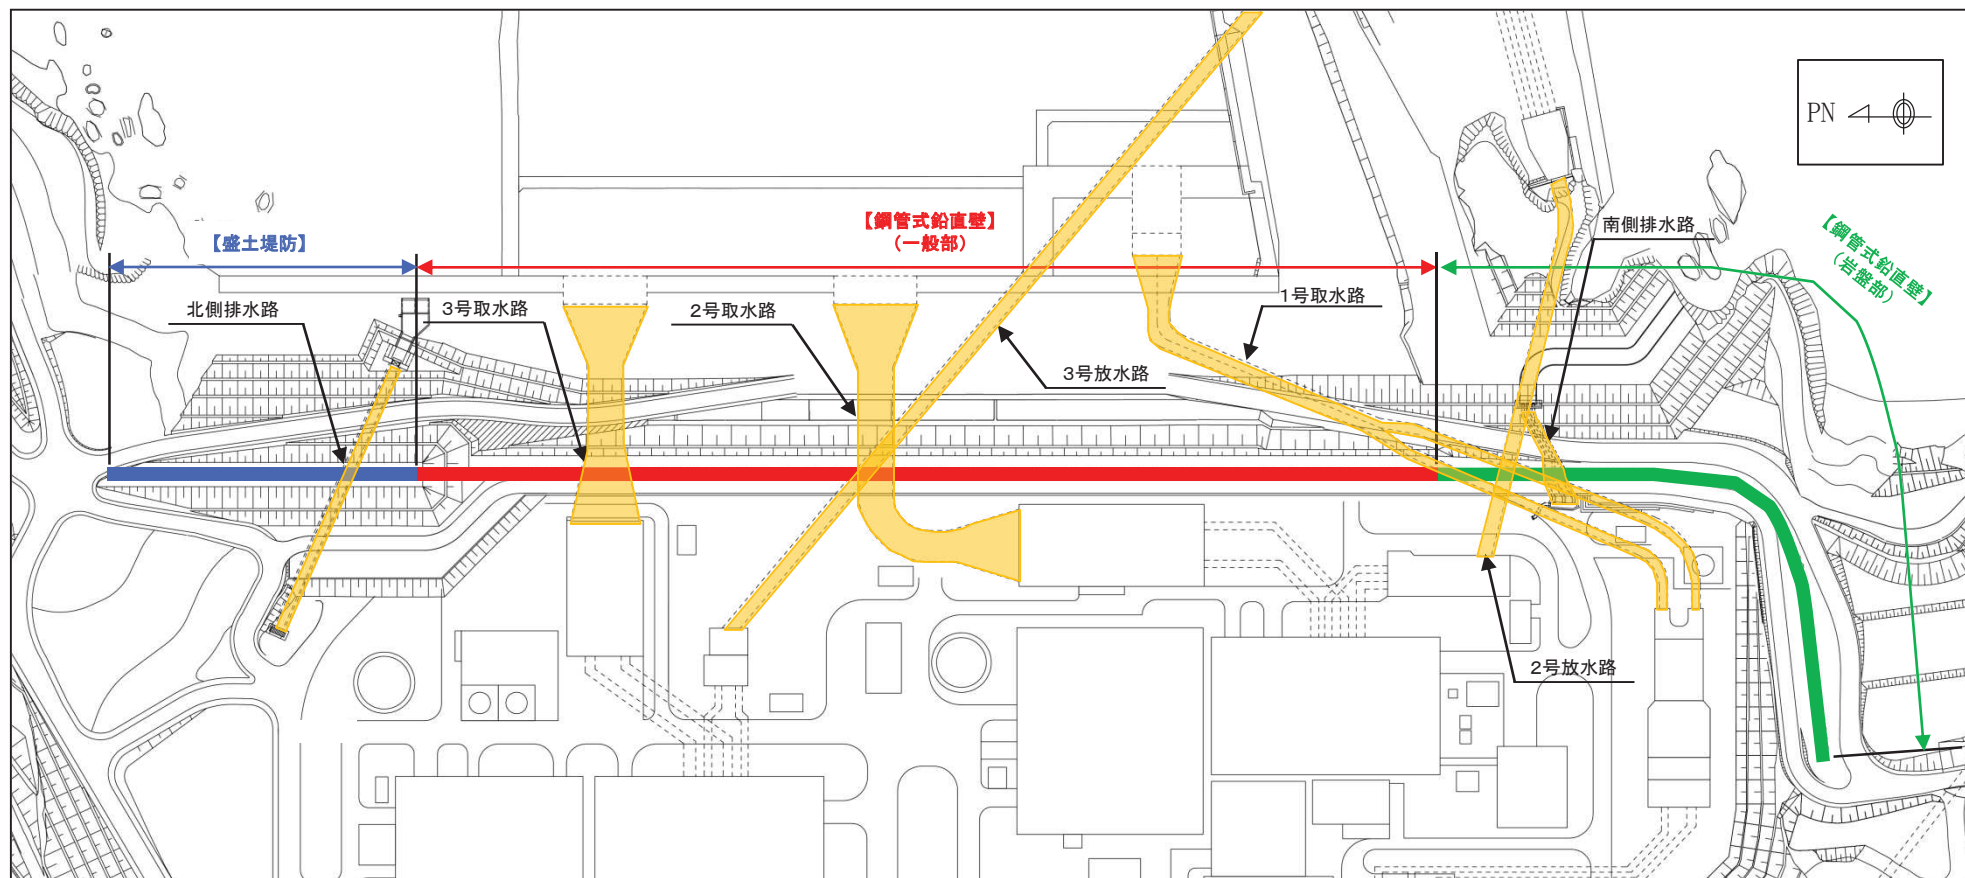 PN
【盛土堤防】
【鋼管式鉛直壁】
(一般部)
【鋼管式鉛直壁】
(岩盤部)
南側排水路
北側排水路
3号取水路
2号取水路
1号取水路
3号放水路
2号放水路